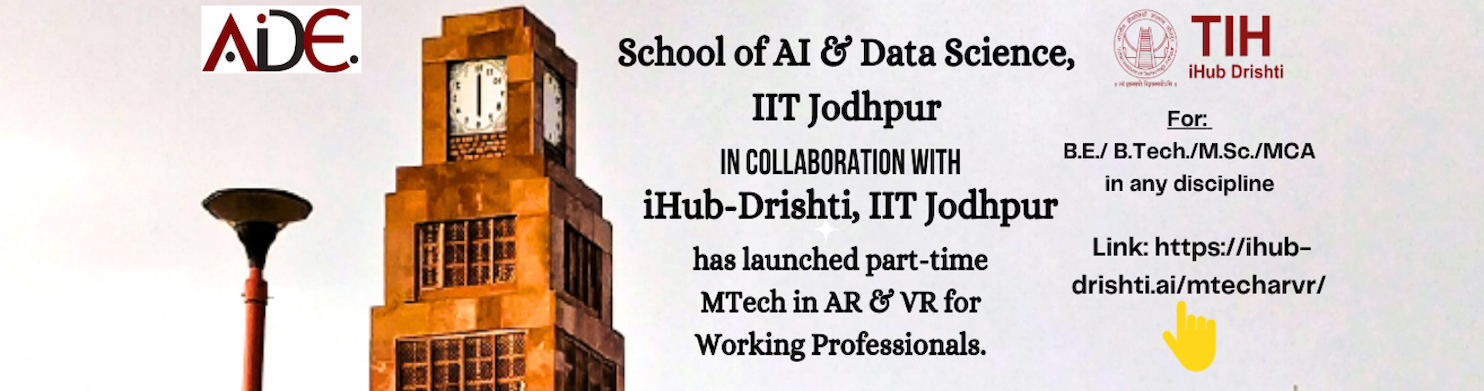 AIDE.
School of AI & Data Science,
IIT Jodhpur
IN COLLABORATION WITH
iHub-Drishti, IIT Jodhpur
has launched part-time
MTech in AR & VR for
Working Professionals.
TIH
iHub Drishti
For:
B.E./ B.Tech./M.Sc./MCA
in any discipline
Link: https://ihub-
drishti.ai/mtecharvr/